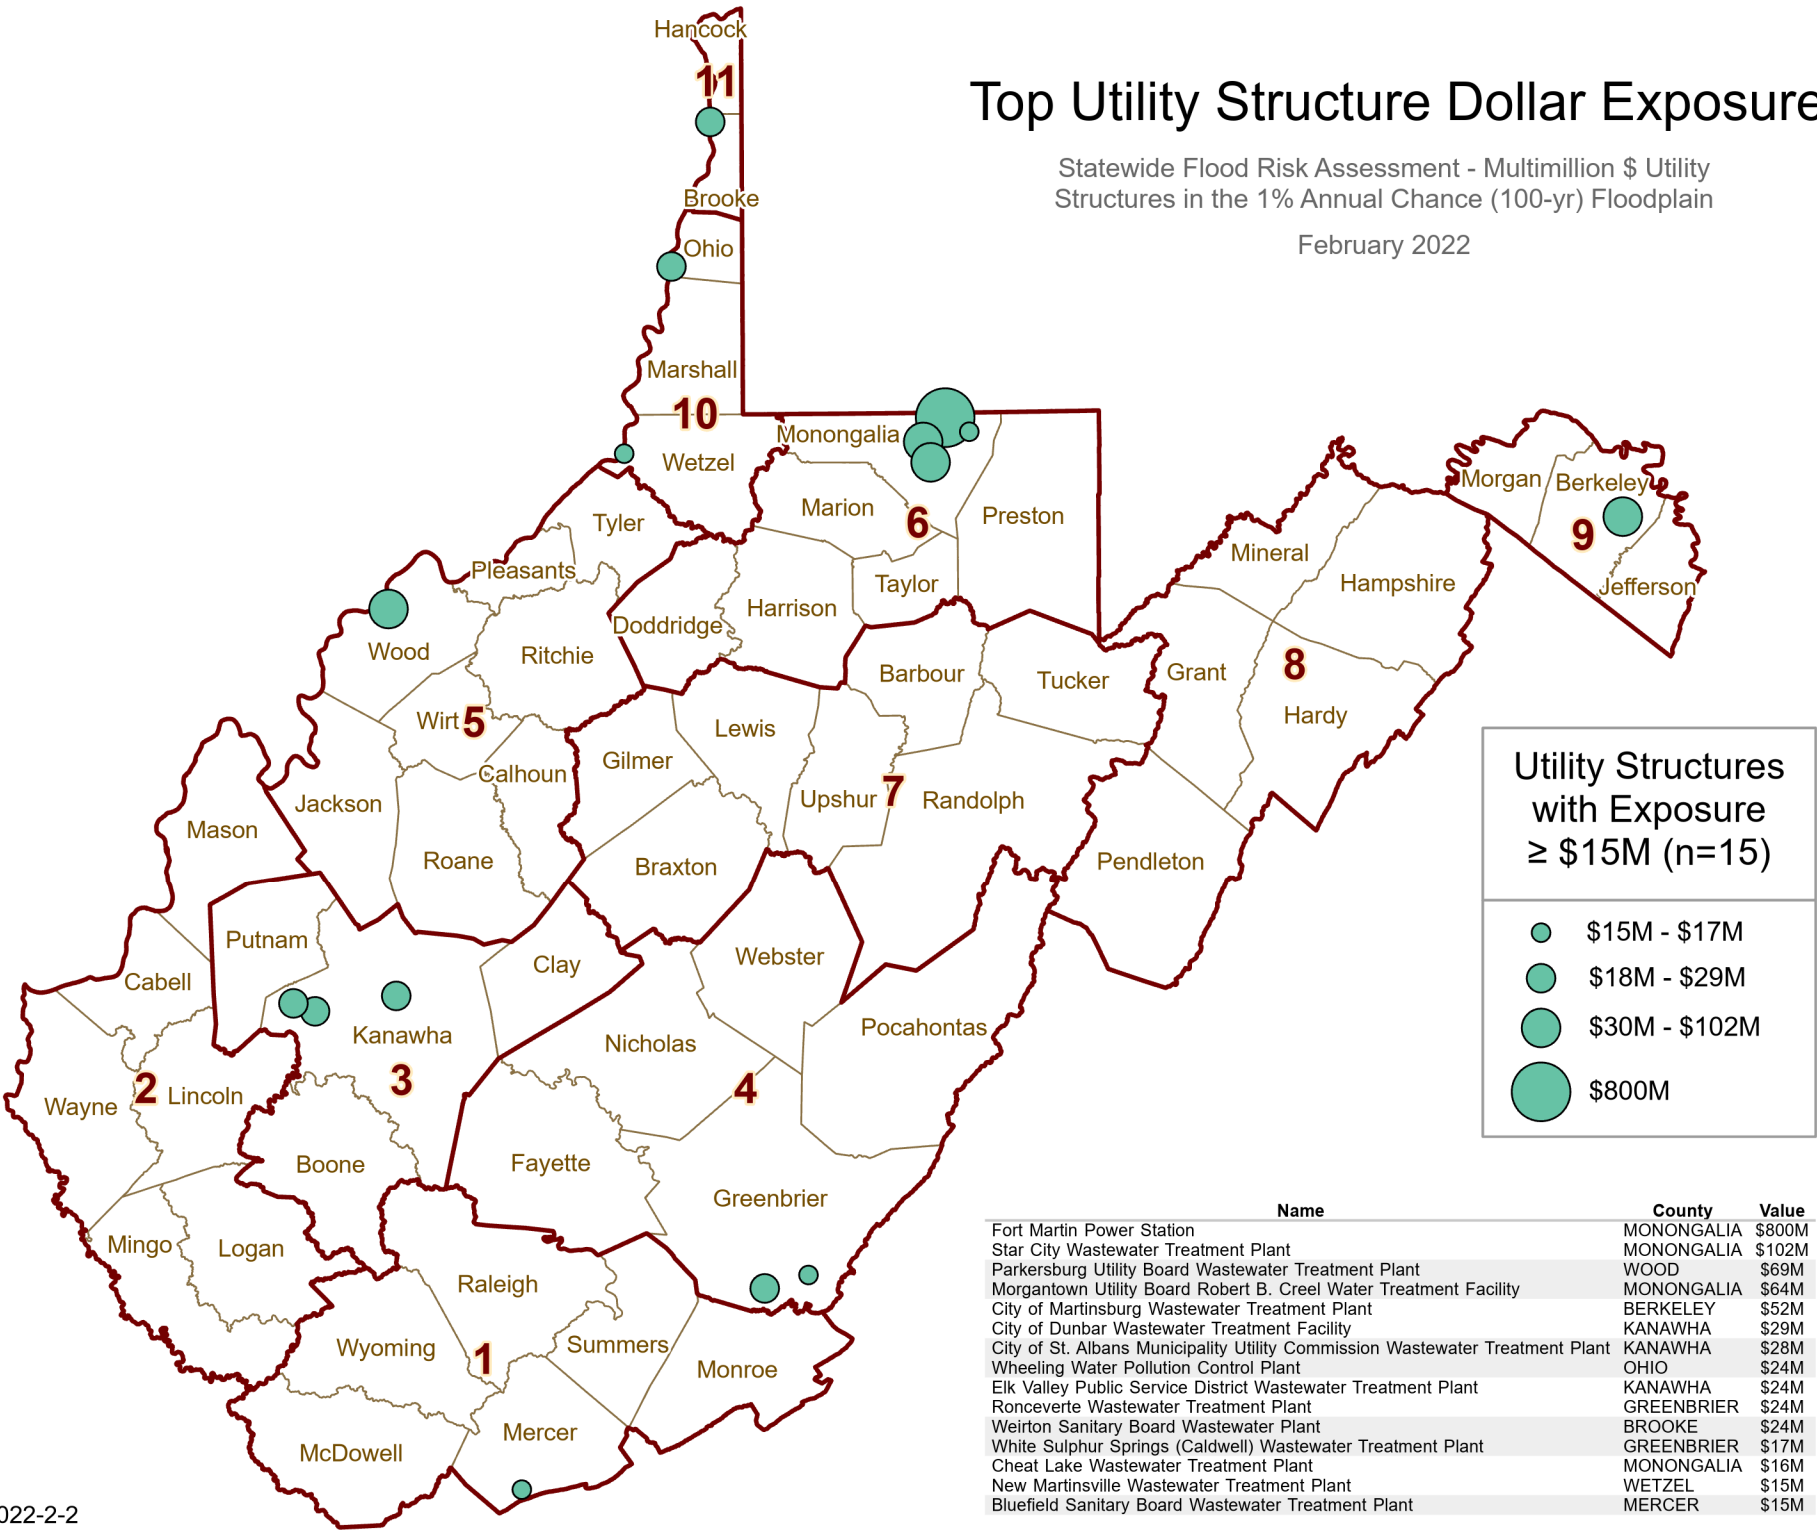 Hancock
11
Top Utility Structure Dollar Exposure
Statewide Flood Risk Assessment - Multimillion $ Utility
Structures in the 1% Annual Chance (100-yr) Floodplain
February 2022
Brooke
Ohio
Marshall
10
Wetzel
Monongalia
Marion
6
Preston
Tyler
Pleasants
Taylor
Harrison
Doddridge
Ritchie
Wood
Wirt
5
Calhoun
Barbour
Tucker
Mineral
Hampshire
Grant
8
Hardy
Morgan
Berkeley
9
Jefferson
Lewis
Gilmer
Upshur
7
Randolph
Jackson
Mason
Roane
Braxton
Pendleton
Putnam
Cabell
Clay
Webster
Kanawha
3
Nicholas
Pocahontas
4
2
Wayne
Lincoln
Boone
Fayette
Greenbrier
Mingo
Logan
Raleigh
Wyoming
1
Summers
Monroe
McDowell
Mercer
Utility Structures
with Exposure
≥ $15M (n=15)
$15M - $17M
$18M - $29M
$30M - $102M
$800M
Name County Value
Fort Martin Power Station MONONGALIA $800M
Star City Wastewater Treatment Plant MONONGALIA $102M
Parkersburg Utility Board Wastewater Treatment Plant WOOD $69M
Morgantown Utility Board Robert B. Creel Water Treatment Facility MONONGALIA $64M
City of Martinsburg Wastewater Treatment Plant BERKELEY $52M
City of Dunbar Wastewater Treatment Facility KANAWHA $29M
City of St. Albans Municipality Utility Commission Wastewater Treatment Plant KANAWHA $28M
Wheeling Water Pollution Control Plant OHIO $24M
Elk Valley Public Service District Wastewater Treatment Plant KANAWHA $24M
Ronceverte Wastewater Treatment Plant GREENBRIER $24M
Weirton Sanitary Board Wastewater Plant BROOKE $24M
White Sulphur Springs (Caldwell) Wastewater Treatment Plant GREENBRIER $17M
Cheat Lake Wastewater Treatment Plant MONONGALIA $16M
New Martinsville Wastewater Treatment Plant WETZEL $15M
Bluefield Sanitary Board Wastewater Treatment Plant MERCER $15M
022-2-2